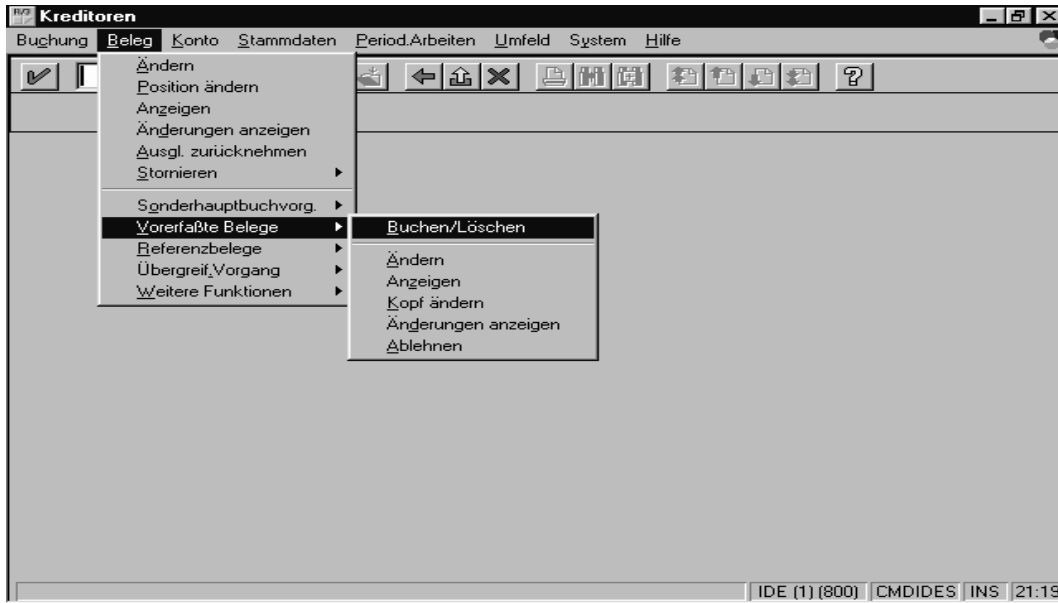 R/3 Kreditoren
Buchung Beleg Konto Stammdaten Period.Arbeiten Umfeld System Hilfe
Ändern
Position ändern
Anzeigen
Änderungen anzeigen
Ausgl. zurücknehmen
Stornieren
Sonderhauptbuchvorg.
Vorerfaßte Belege
Referenzbelege
Übergreif.Vorgang
Weitere Funktionen
Buchen/Löschen
Ändern
Anzeigen
Kopf ändern
Änderungen anzeigen
Ablehnen
IDE (1) (800) CMDIDES INS 21:19